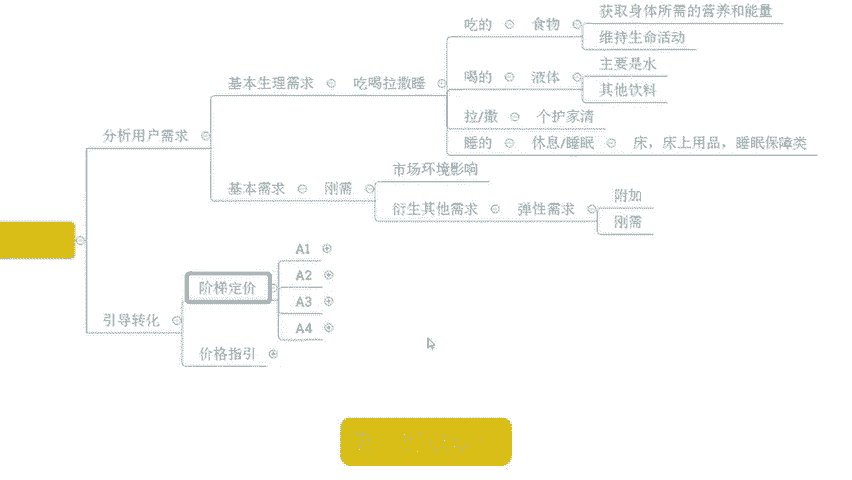 获取身体所需的营养和能量
吃的 食物
维持生命活动
主要是水
基本生理需求 吃喝拉撒睡 喝的 液体
其他饮料
拉/撒 个护家清
分析用户需求
睡的 休息/睡眠 床，床上用品，睡眠保障类
市场环境影响
基本需求 刚需
附加
衍生其他需求 弹性需求
刚需
A1
A2
阶梯定价
A3
引导转化
A4
价格指引